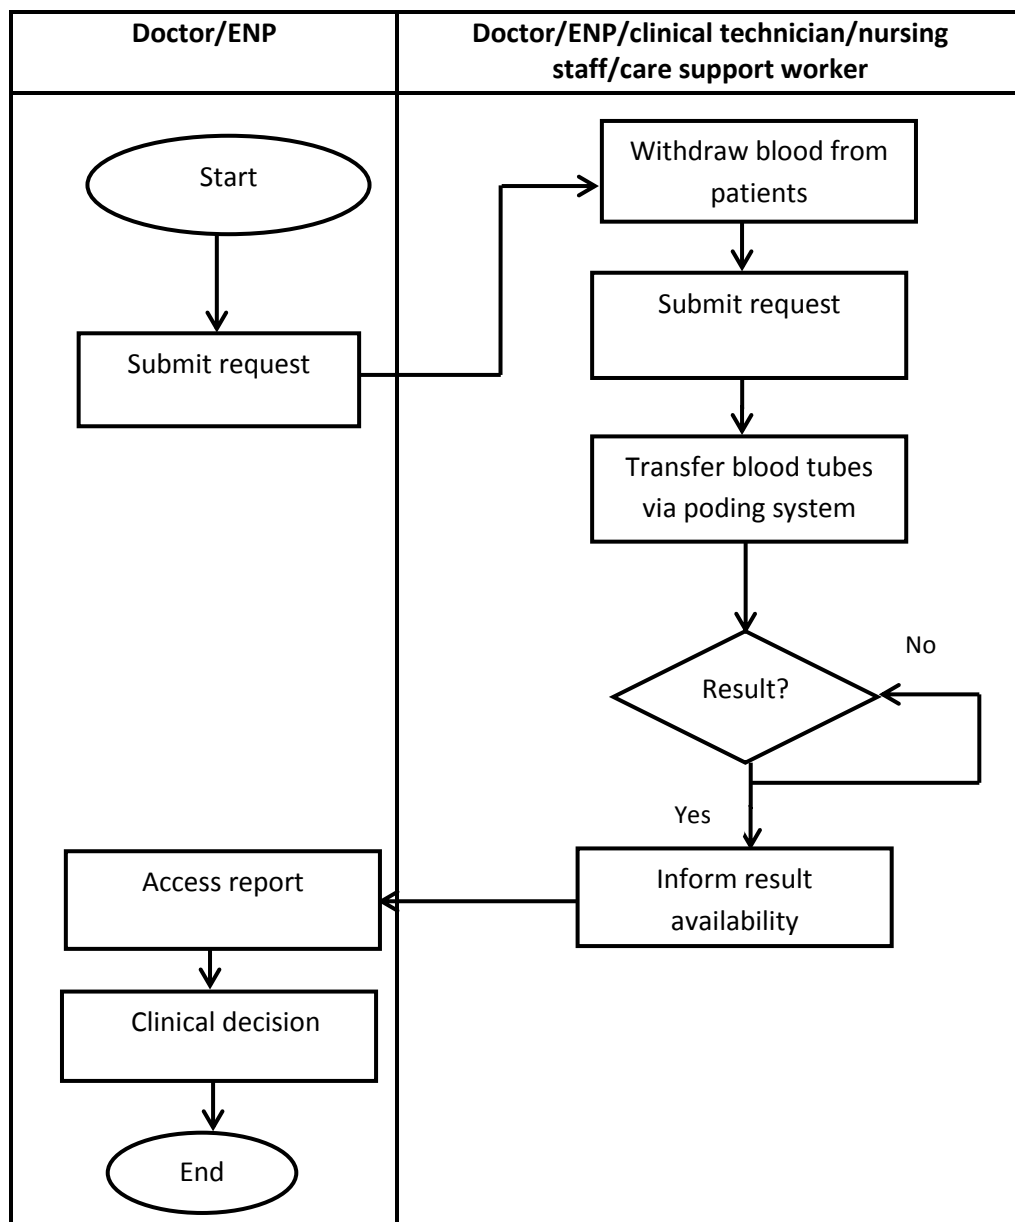 Doctor/ENP
Doctor/ENP/clinical technician/nursing
staff/care support worker
Start
Submit request
Withdraw blood from
patients
Submit request
Transfer blood tubes
via poding system
Result?
No
Yes
Inform result
availability
Access report
Clinical decision
End